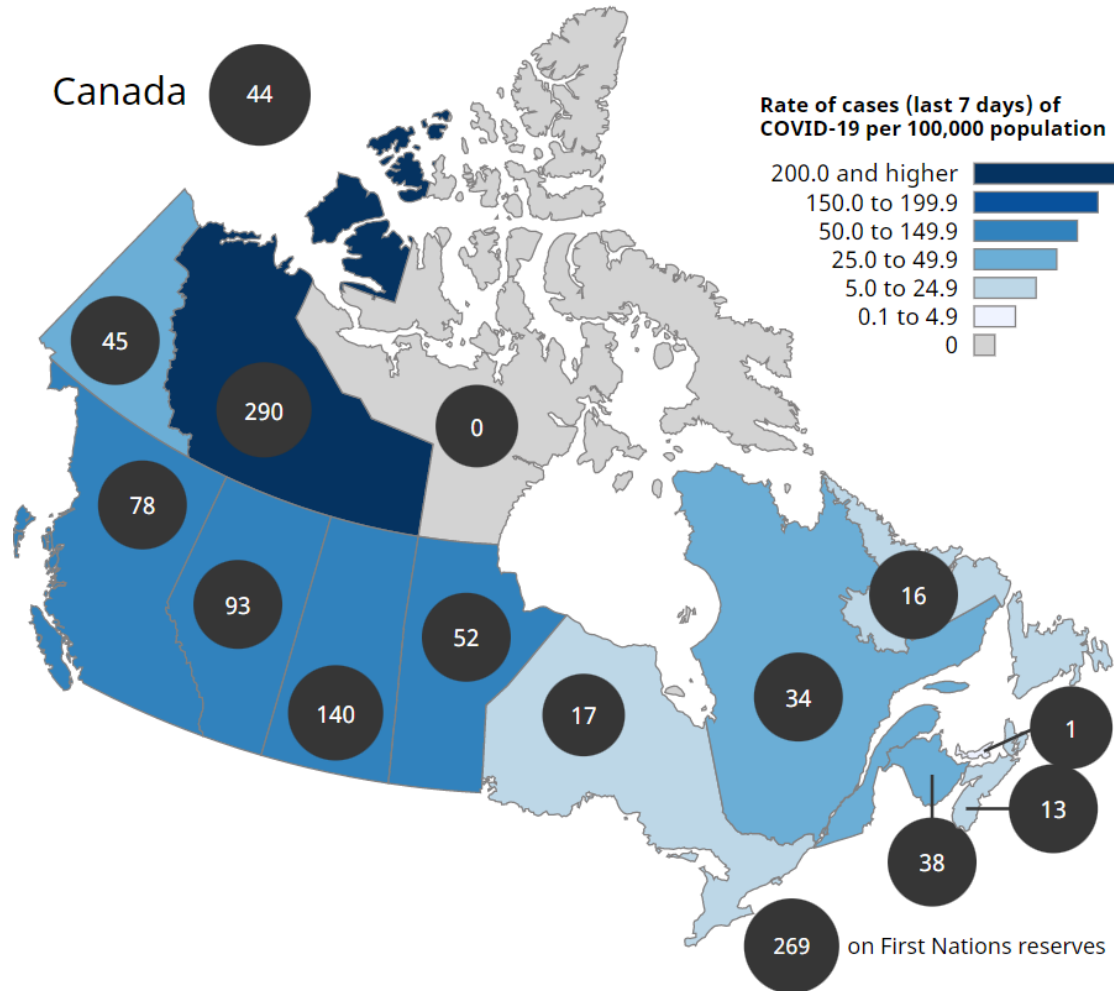 Canada 44
Rate of cases (last 7 days) of
COVID-19 per 100,000 population
200.0 and higher
150.0 to 199.9
50.0 to 149.9
25.0 to 49.9
5.0 to 24.9
0.1 to 4.9
0
45
290
0
78
93
140
52
17
34
16
1
13
38
269 on First Nations reserves